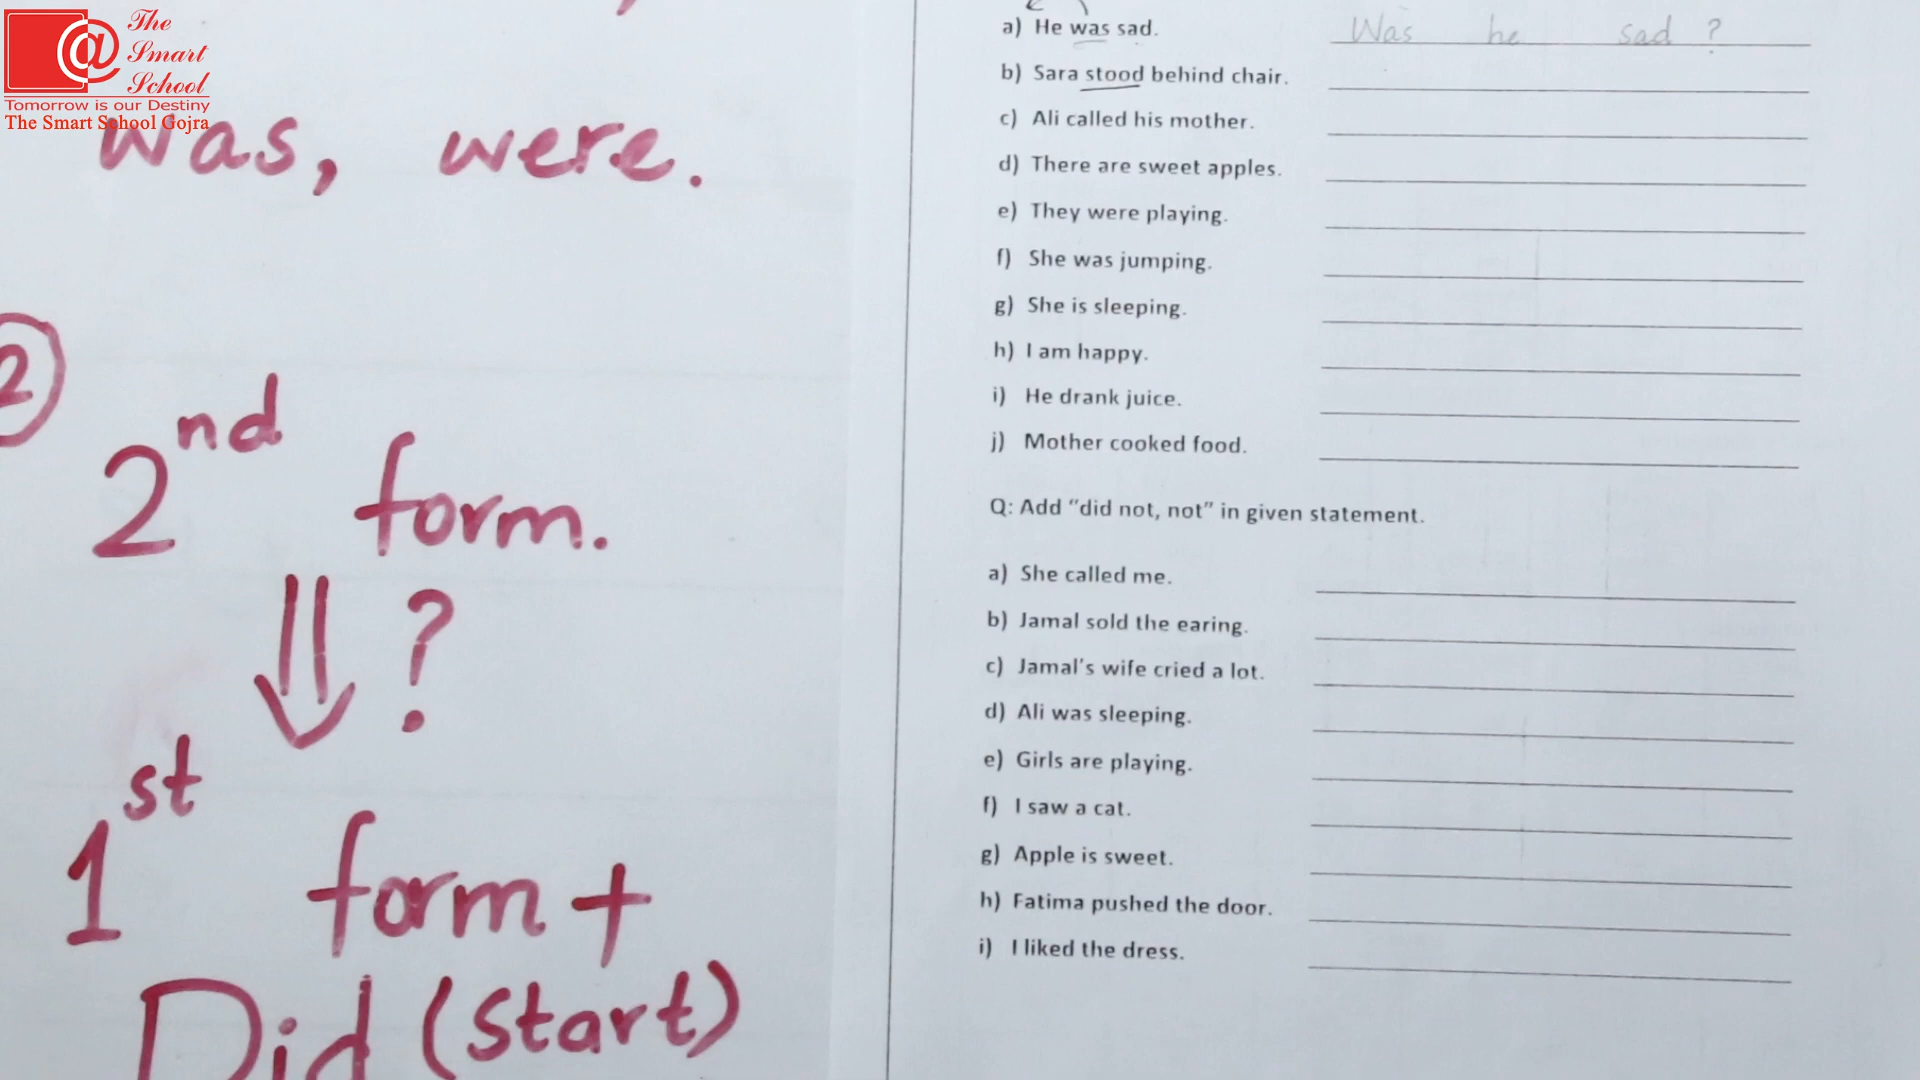 The
Smart
School
Tomorrow is our Destiny
The Smart School Gojra
was, were.
2
2nd form.
?
1st form +
Did (start)
a) He was sad. Was he sad ?
b) Sara stood behind chair.
c) Ali called his mother.
d) There are sweet apples.
e) They were playing.
f) She was jumping.
g) She is sleeping.
h) I am happy.
i) He drank juice.
j) Mother cooked food.
Q: Add “did not, not” in given statement.
a) She called me.
b) Jamal sold the earing.
c) Jamal's wife cried a lot.
d) Ali was sleeping.
e) Girls are playing.
f) I saw a cat.
g) Apple is sweet.
h) Fatima pushed the door.
i) I liked the dress.